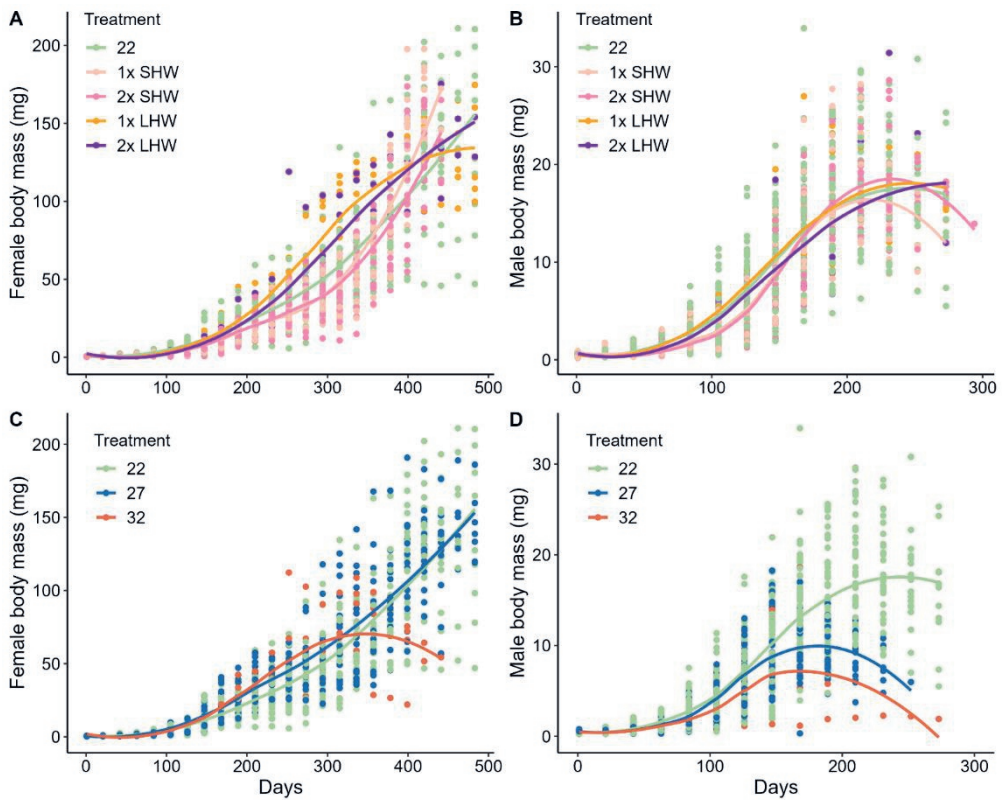 A
Treatment
22
1x SHW
2x SHW
1x LHW
2x LHW
Female body mass (mg)
200
150
100
50
0
0 100 200 300 400 500
B
Treatment
22
1x SHW
2x SHW
1x LHW
2x LHW
Male body mass (mg)
30
20
10
0
0 100 200 300
C
Treatment
22
27
32
Female body mass (mg)
200
150
100
50
0
0 100 200 300 400 500
Days
D
Treatment
22
27
32
Male body mass (mg)
30
20
10
0
0 100 200 300
Days